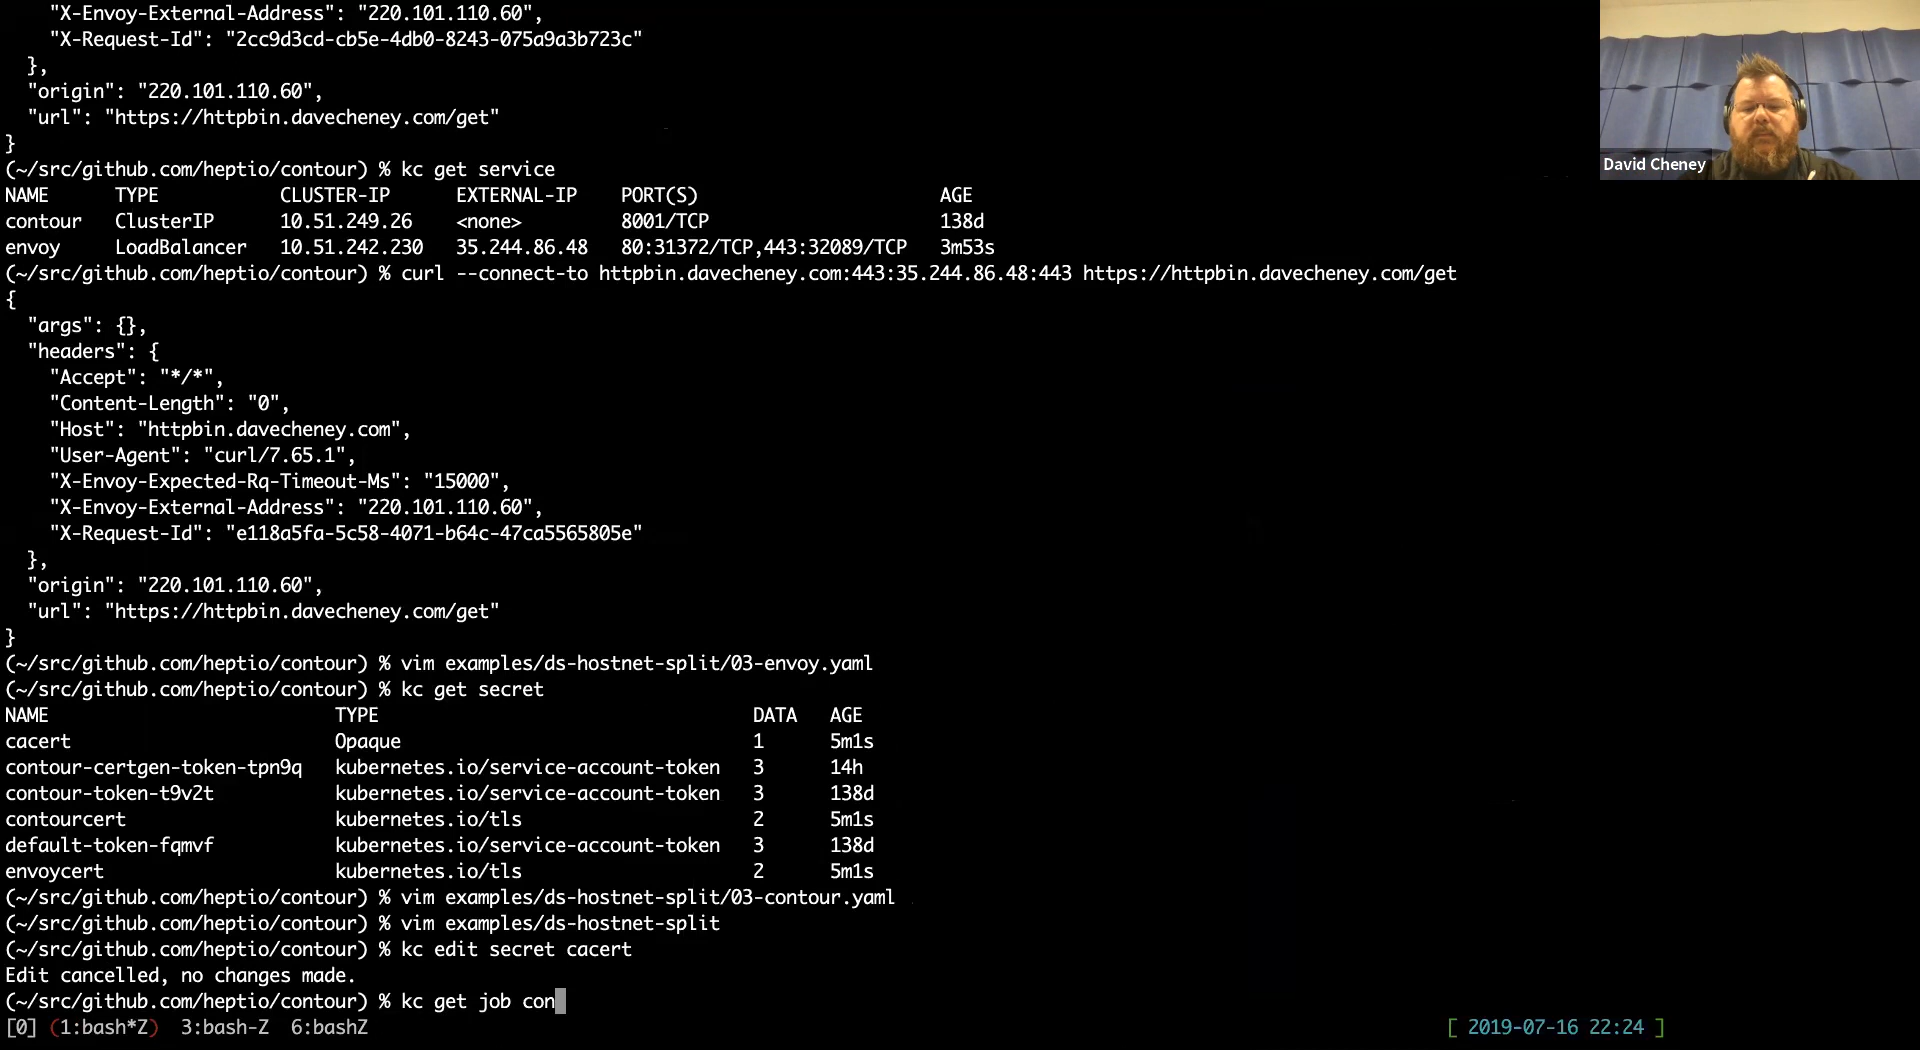 "X-Envoy-External-Address": "220.101.110.60",
    "X-Request-Id": "2cc9d3cd-cb5e-4db0-8243-075a9a3b723c"
  },
  "origin": "220.101.110.60",
  "url": "https://httpbin.davecheney.com/get"
}
David Cheney
(~/src/github.com/heptio/contour) % kc get service
NAME      TYPE           CLUSTER-IP      EXTERNAL-IP    PORT(S)                      AGE
contour   ClusterIP      10.51.249.26    <none>         8001/TCP                     138d
envoy     LoadBalancer   10.51.242.230   35.244.86.48   80:31372/TCP,443:32089/TCP   3m53s
(~/src/github.com/heptio/contour) % curl --connect-to httpbin.davecheney.com:443:35.244.86.48:443 https://httpbin.davecheney.com/get
{
  "args": {},
  "headers": {
    "Accept": "*/*",
    "Content-Length": "0",
    "Host": "httpbin.davecheney.com",
    "User-Agent": "curl/7.65.1",
    "X-Envoy-Expected-Rq-Timeout-Ms": "15000",
    "X-Envoy-External-Address": "220.101.110.60",
    "X-Request-Id": "e118a5fa-5c58-4071-b64c-47ca5565805e"
  },
  "origin": "220.101.110.60",
  "url": "https://httpbin.davecheney.com/get"
}
(~/src/github.com/heptio/contour) % vim examples/ds-hostnet-split/03-envoy.yaml
(~/src/github.com/heptio/contour) % kc get secret
NAME                          TYPE                                  DATA   AGE
cacert                        Opaque                                1      5m1s
contour-certgen-token-tpn9q   kubernetes.io/service-account-token   3      14h
contour-token-t9v2t           kubernetes.io/service-account-token   3      138d
contourcert                   kubernetes.io/tls                     2      5m1s
default-token-fqmvf           kubernetes.io/service-account-token   3      138d
envoycert                     kubernetes.io/tls                     2      5m1s
(~/src/github.com/heptio/contour) % vim examples/ds-hostnet-split/03-contour.yaml
(~/src/github.com/heptio/contour) % vim examples/ds-hostnet-split
(~/src/github.com/heptio/contour) % kc edit secret cacert
Edit cancelled, no changes made.
(~/src/github.com/heptio/contour) % kc get job con
[0] (1:bash*Z)  3:bash-Z  6:bashZ [ 2019-07-16 22:24 ]